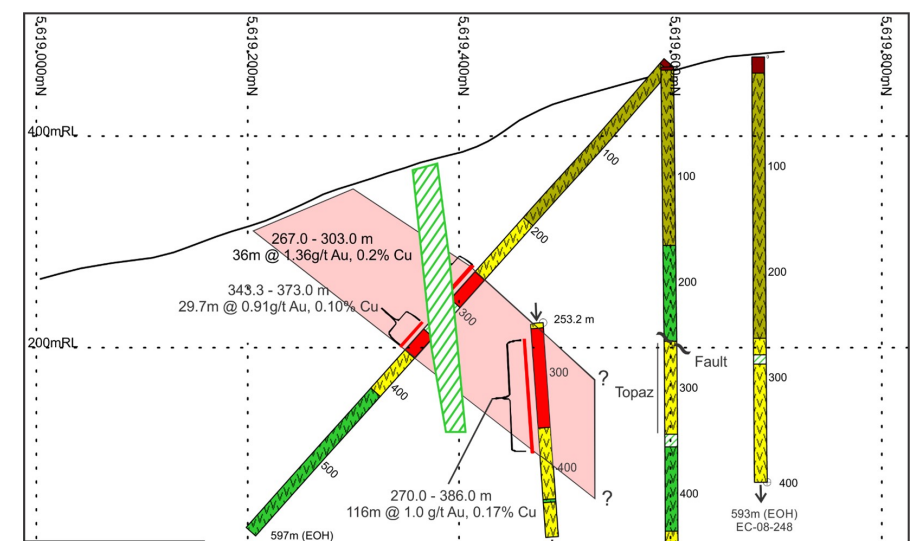 5,619,000mN
5,619,200mN
5,619,400mN
5,619,600mN
5,619,800mN
400mRL
100
100
100
200
267.0 - 303.0 m
36m @ 1.36g/t Au, 0.2% Cu
200
200
343.3 - 373.0 m
29.7m @ 0.91g/t Au, 0.10% Cu
300
253.2 m
200mRL
Fault
300
?
300
300
Topaz
400
400
400
500
400
270.0 - 386.0 m
?
116m @ 1.0 g/t Au, 0.17% Cu
593m (EOH)
EC-08-248
597m (EOH)